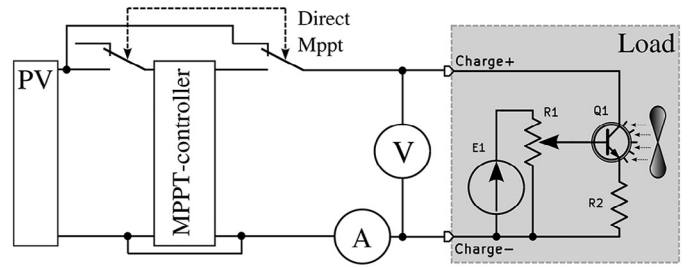 Direct
Mppt
Load
PV
MPPT-controller
Charge+
V
E1
R1
Q1
R2
A
Charge−